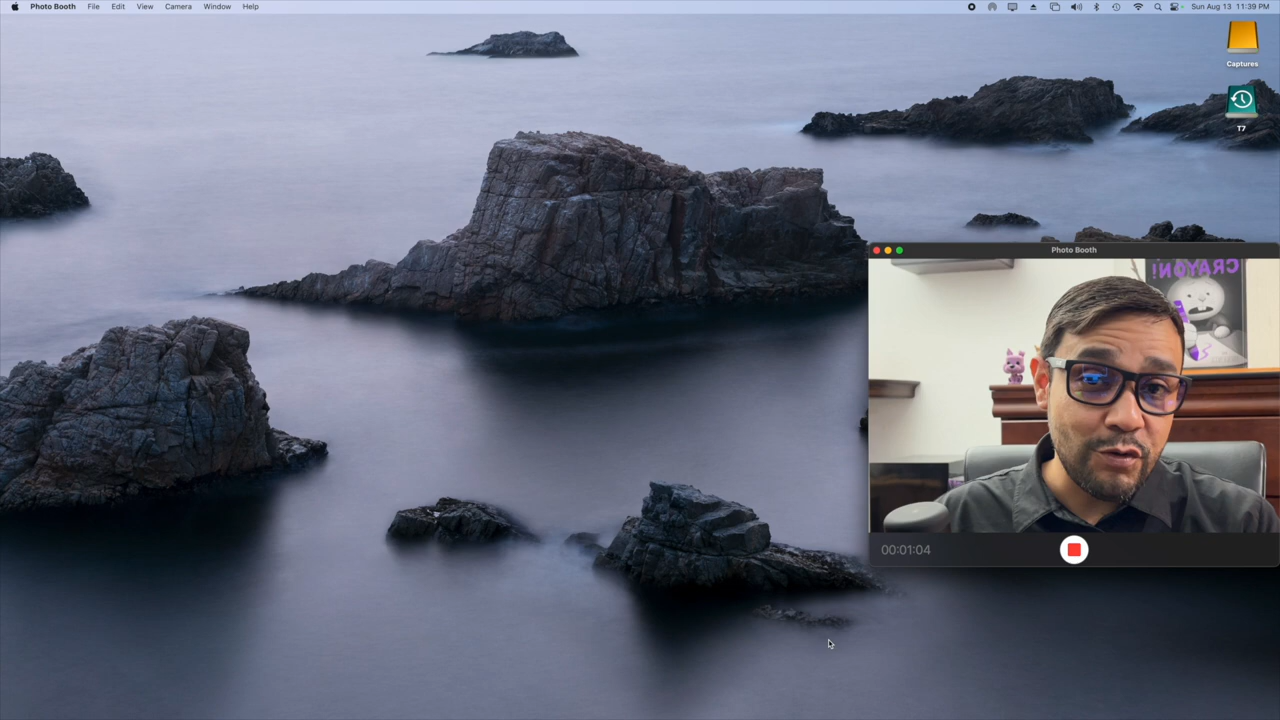 Photo Booth File Edit View Camera Window Help
Sun Aug 13 11:39 PM
Captures
T7
Photo Booth
CRAYON!
00:01:04